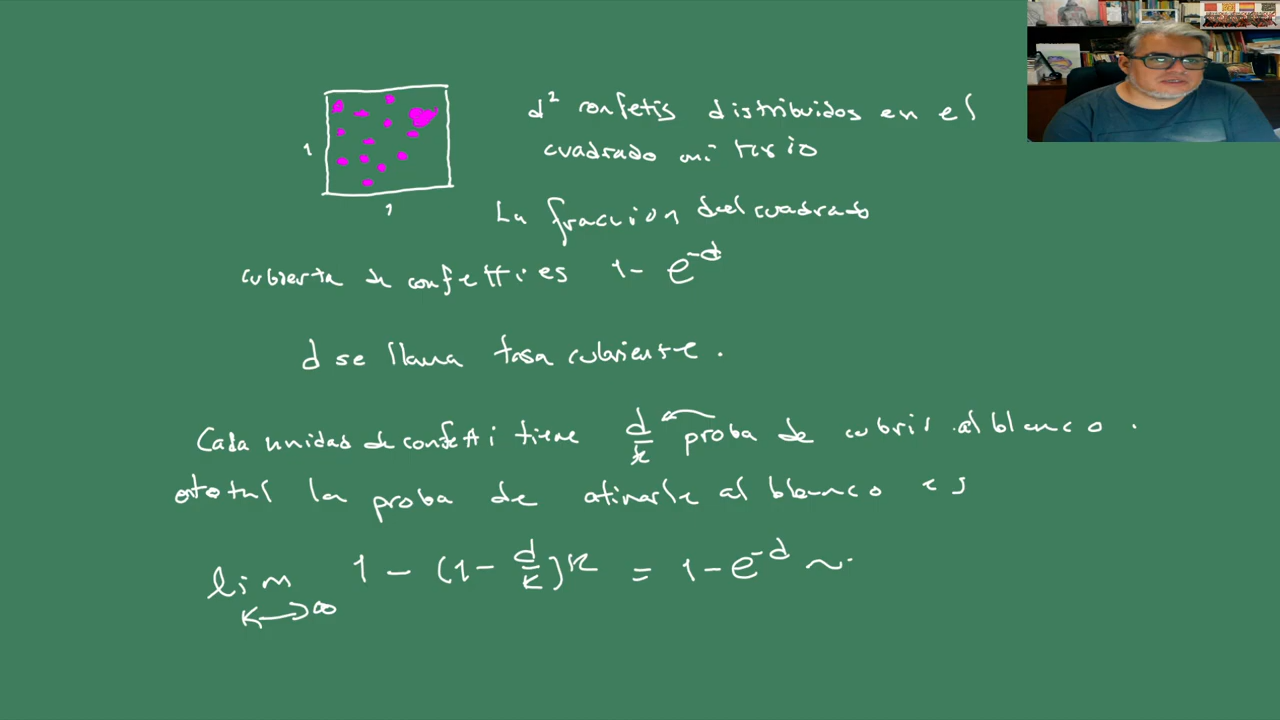 d² confetis distribuidos en el
1 cuadrado unitario
1
La fraccion del cuadrado
cubierta de confetti es 1 - e^-d
d se llama tasa cubriente.
Cada unidad de confetti tiene d/k proba de cubrir al blanco.
total la proba de atinarle al blanco es
lim k→∞ 1 - (1 - d/k)^k = 1 - e^-d ~